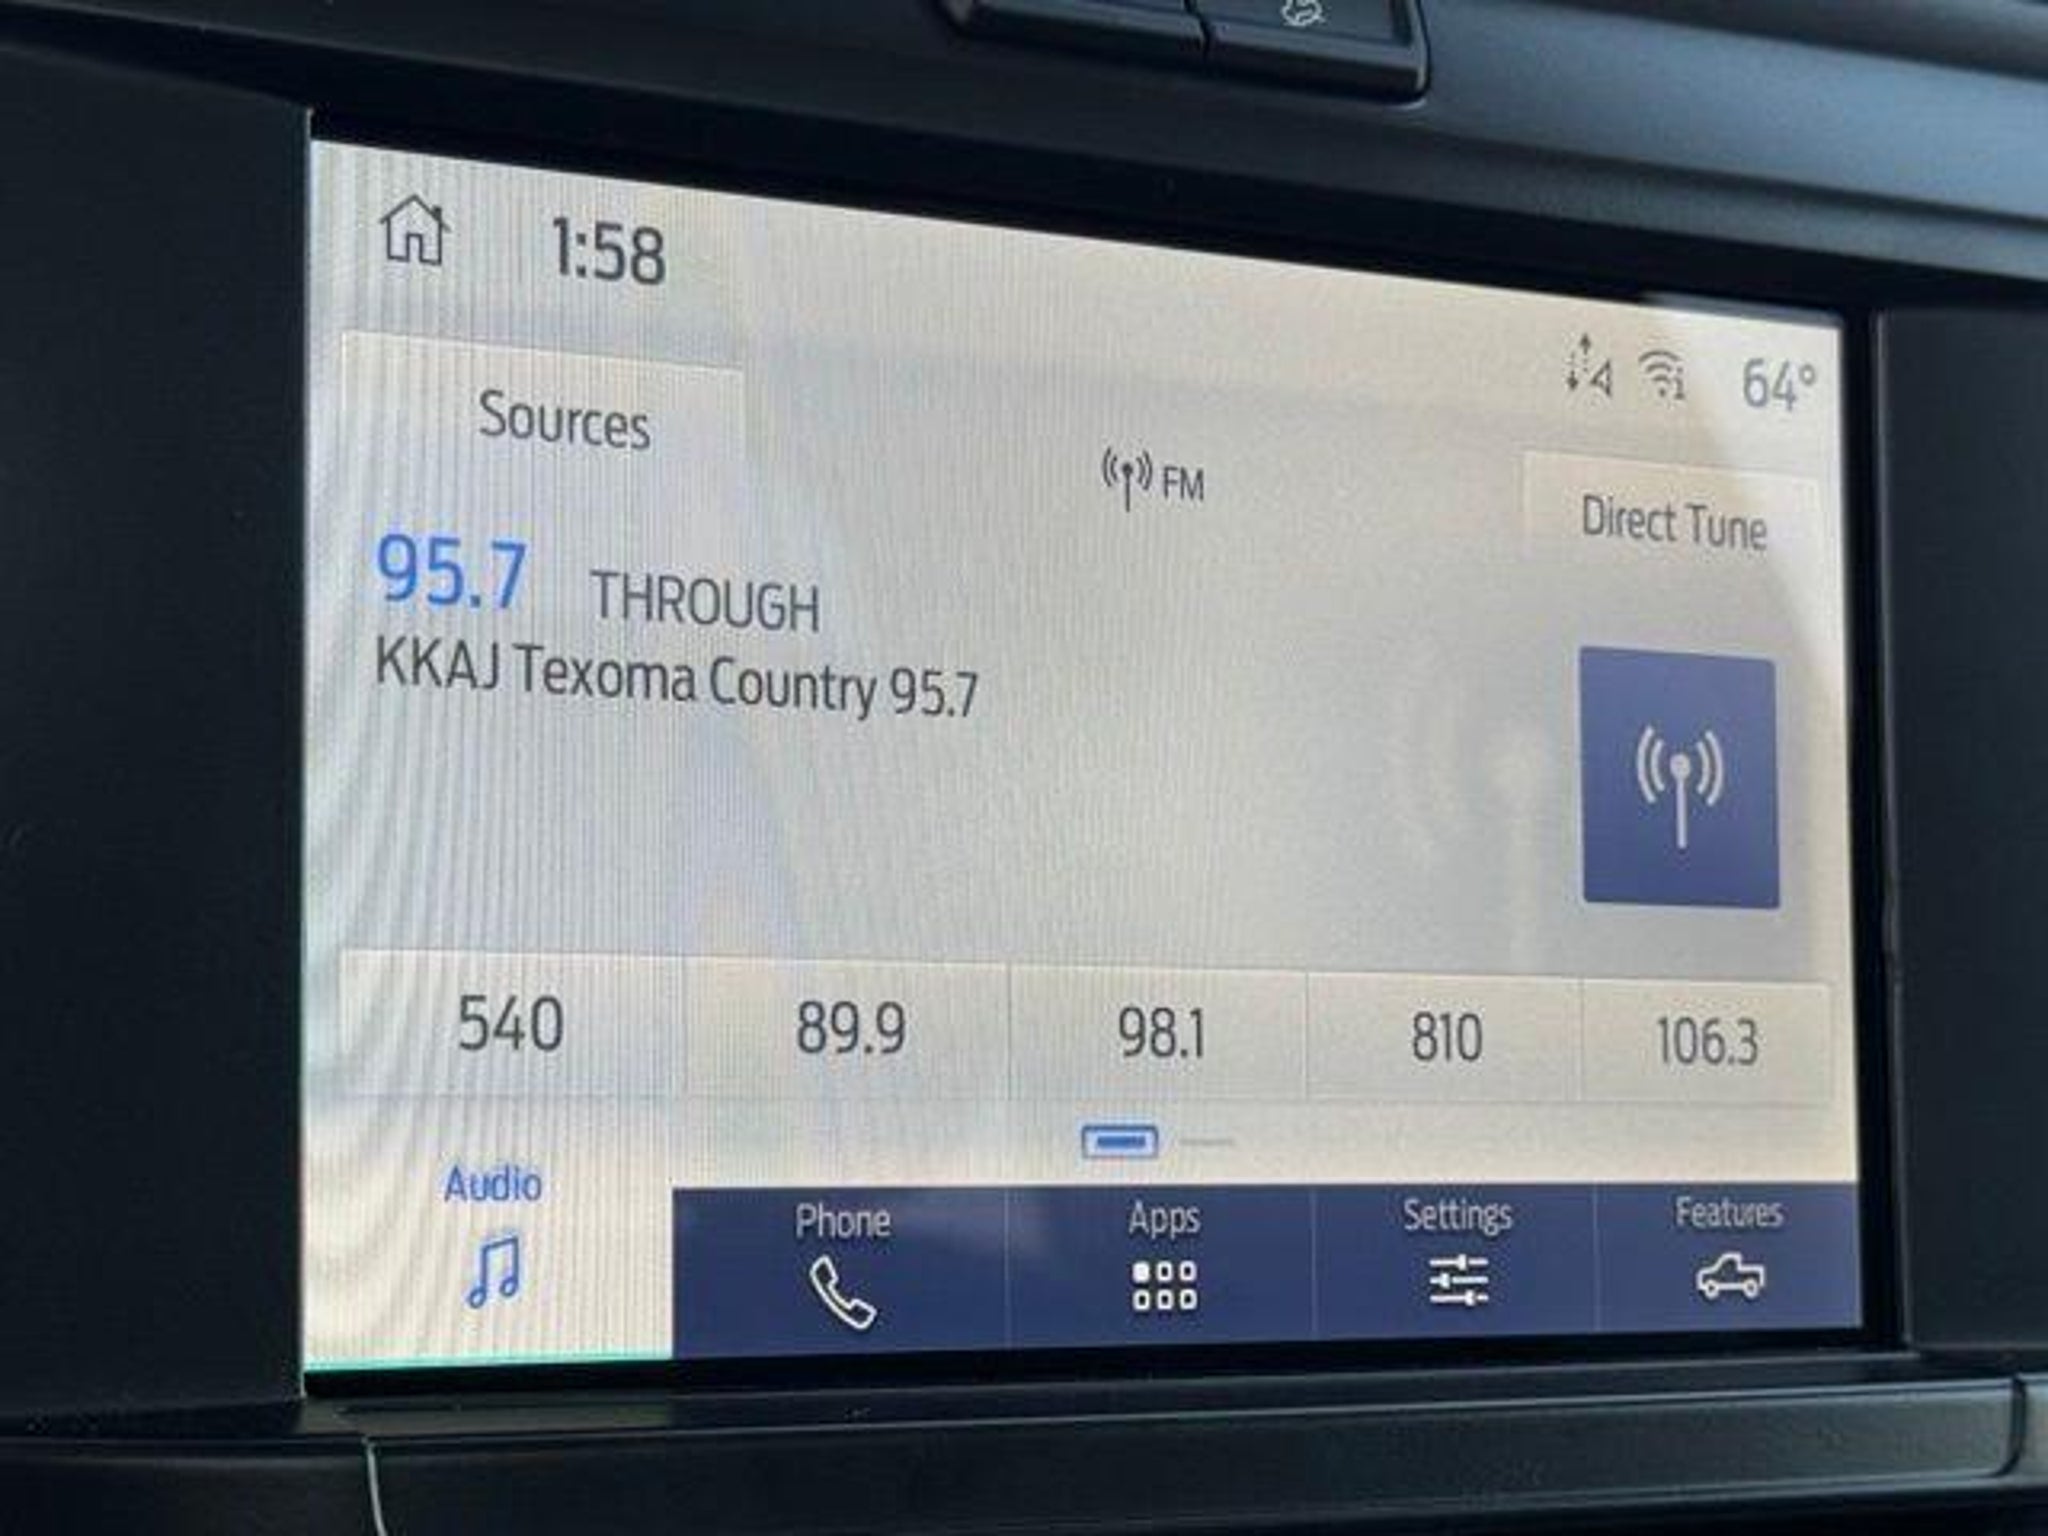 1:58
64°
Sources
FM
Direct Tune
95.7 THROUGH
KKAJ Texoma Country 95.7
540 89.9 98.1 810 106.3
Audio Phone Apps Settings Features